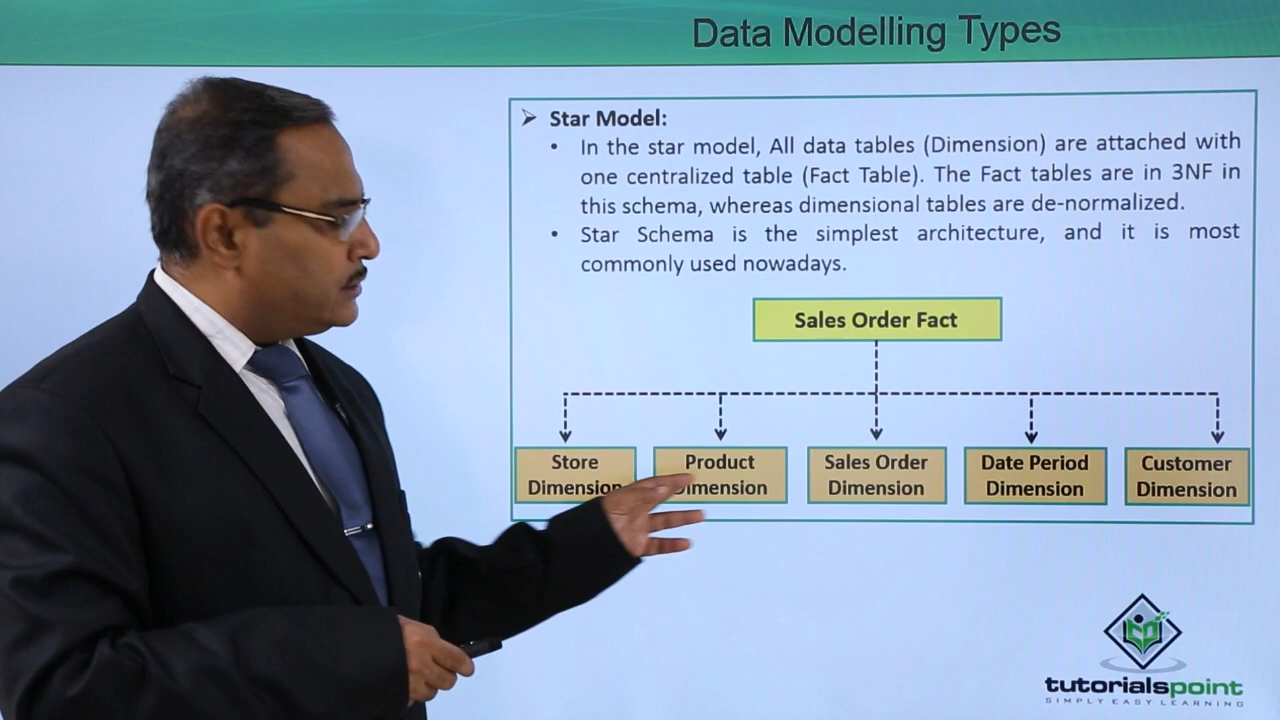 Data Modelling Types
➢ Star Model:
• In the star model, All data tables (Dimension) are attached with
one centralized table (Fact Table). The Fact tables are in 3NF in
this schema, whereas dimensional tables are de-normalized.
• Star Schema is the simplest architecture, and it is most
commonly used nowadays.
Sales Order Fact
Store
Dimension
Product
Dimension
Sales Order
Dimension
Date Period
Dimension
Customer
Dimension
tutorialspoint
SIMPLY EASY LEARNING